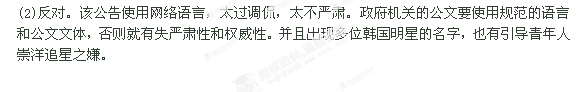 (2)反对。该公告使用网络语言，太过调侃，太不严肃。政府机关的公文要使用规范的语言
和公文文体，否则就有失严肃性和权威性。并且出现多位韩国明星的名字，也有引导青年人
崇洋追星之嫌。